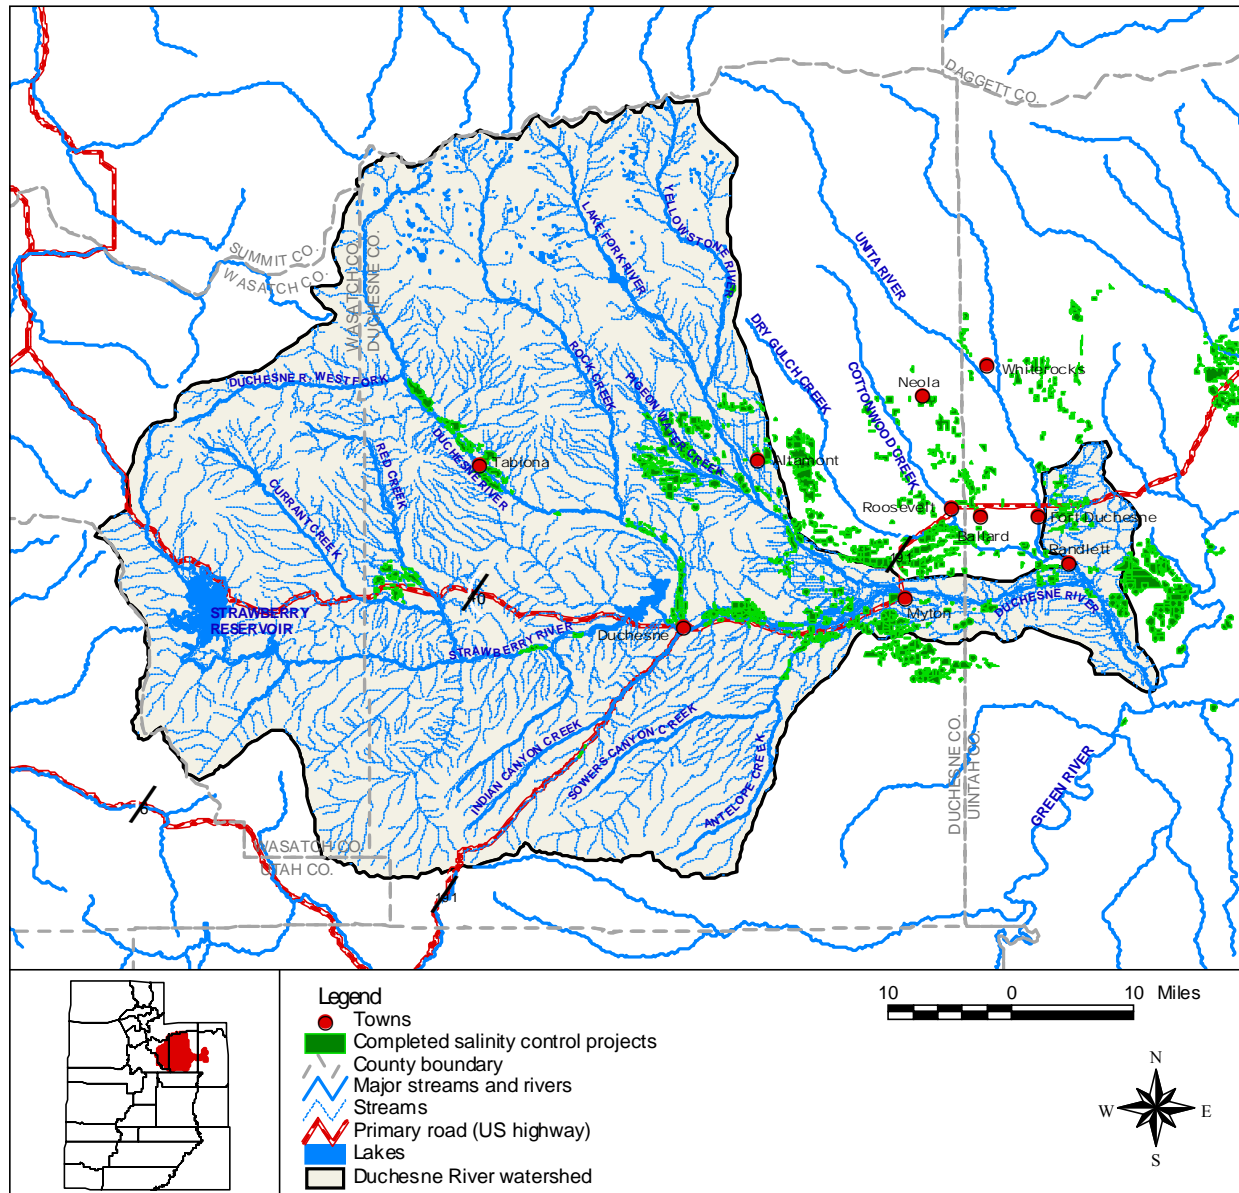 DAGGETT CO.
SUMMIT CO.
WASATCH CO.
WASATCH CO.
DUCHESNE CO.
YELLOWSTONE RIVER
LAKE FORK RIVER
UNITA RIVER
DRY GULCH CREEK
COTTONWOOD CREEK
ROCK CREEK
PIGEON WATER CREEK
DUCHESNE R. WESTFORK
Whiterocks
Neola
RED CREEK
DUCHESNE RIVER
Tabiona
Altamont
CURRANT CREEK
Roosevelt
Ballard
Fort Duchesne
Randlett
191
40
STRAWBERRY
RESERVOIR
Duchesne
STRAWBERRY RIVER
Myton
DUCHESNE RIVER
INDIAN CANYON CREEK
SOWERS CANYON CREEK
ANTELOPE CREEK
DUCHESNE CO.
UINTAH CO.
GREEN RIVER
6
WASATCH CO.
UTAH CO.
191
Legend
Towns
Completed salinity control projects
County boundary
Major streams and rivers
Streams
Primary road (US highway)
Lakes
Duchesne River watershed
10 0 10 Miles
N
W E
S